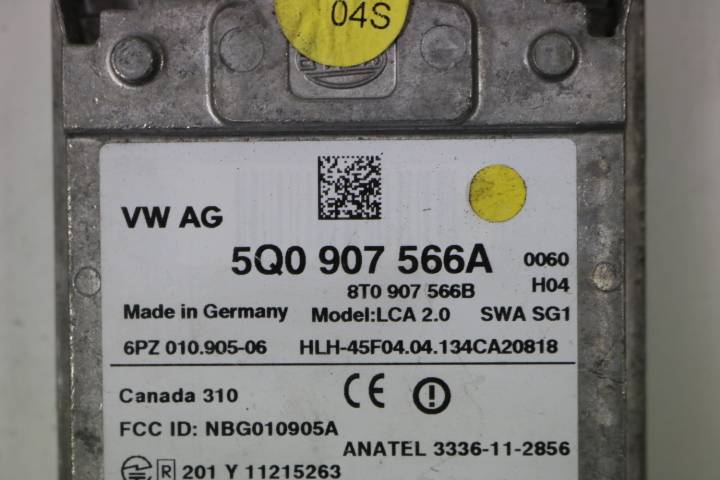 04S
VW AG
5Q0 907 566A 0060
8T0 907 566B H04
Made in Germany Model:LCA 2.0 SWA SG1
6PZ 010.905-06 HLH-45F04.04.134CA20818
Canada 310 CE
FCC ID: NBG010905A
ANATEL 3336-11-2856
R 201 Y 11215263